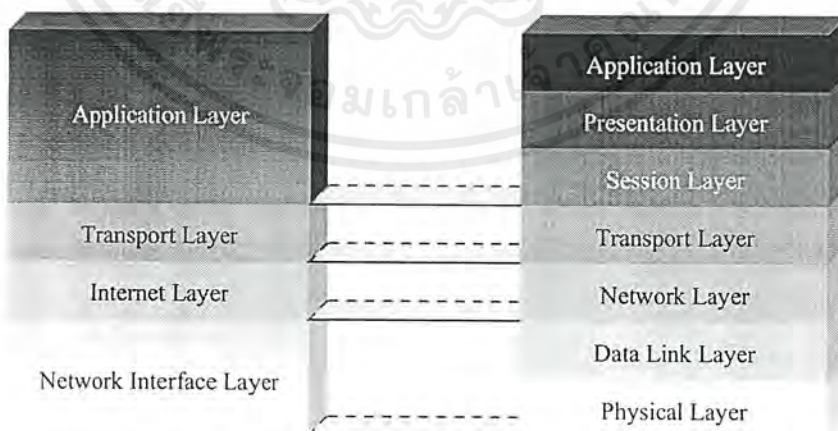 Application Layer
Transport Layer
Internet Layer
Network Interface Layer
Application Layer
Presentation Layer
Session Layer
Transport Layer
Network Layer
Data Link Layer
Physical Layer